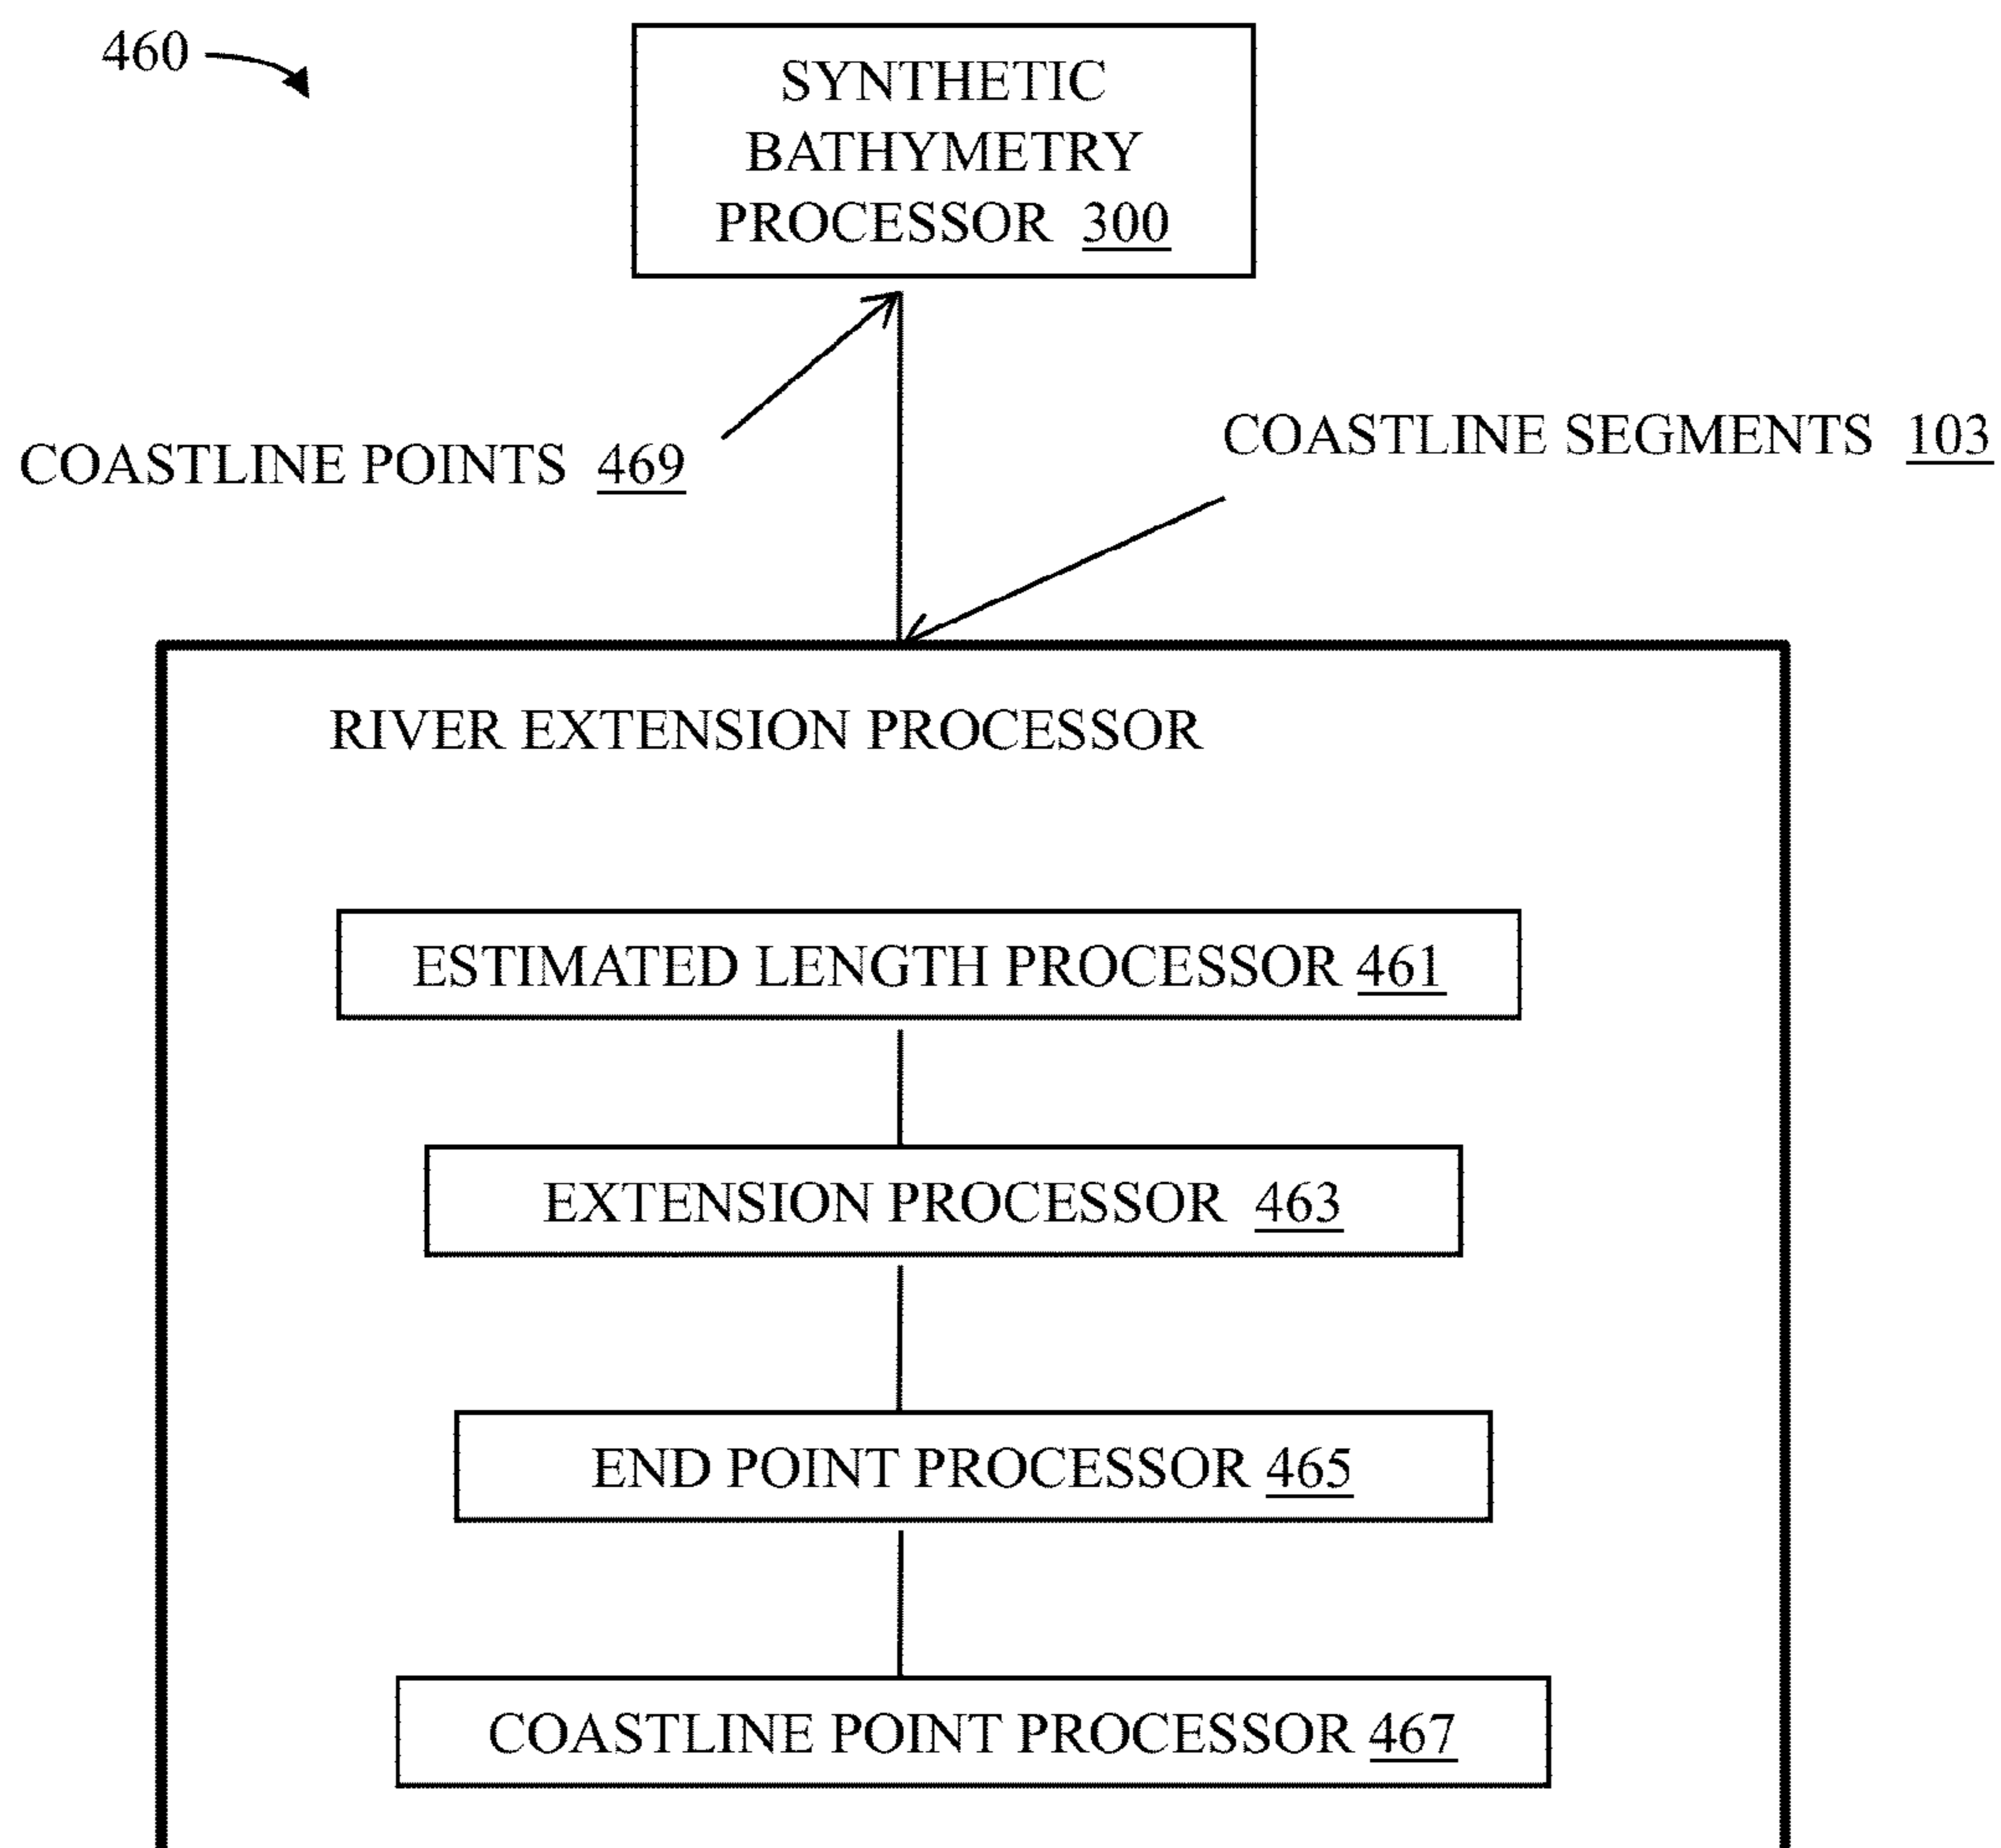 460
SYNTHETIC
BATHYMETRY
PROCESSOR 300
COASTLINE SEGMENTS 103
COASTLINE POINTS 469
RIVER EXTENSION PROCESSOR
ESTIMATED LENGTH PROCESSOR 461
EXTENSION PROCESSOR 463
END POINT PROCESSOR 465
COASTLINE POINT PROCESSOR 467